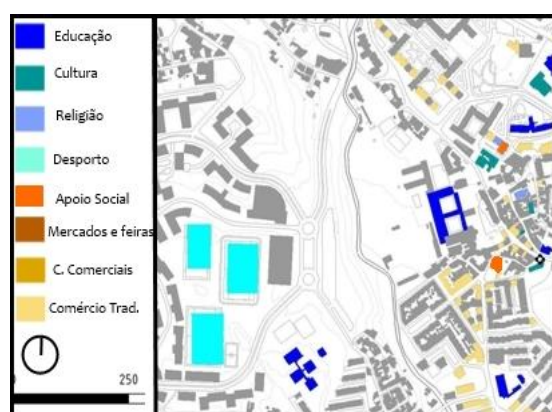 Educação
Cultura
Religião
Desporto
Apoio Social
Mercados e feiras
C. Comerciais
Comércio Trad.
250